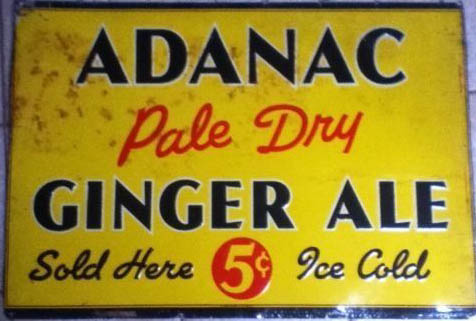 ADANAC
Pale Dry
GINGER ALE
Sold Here 5¢ Ice Cold